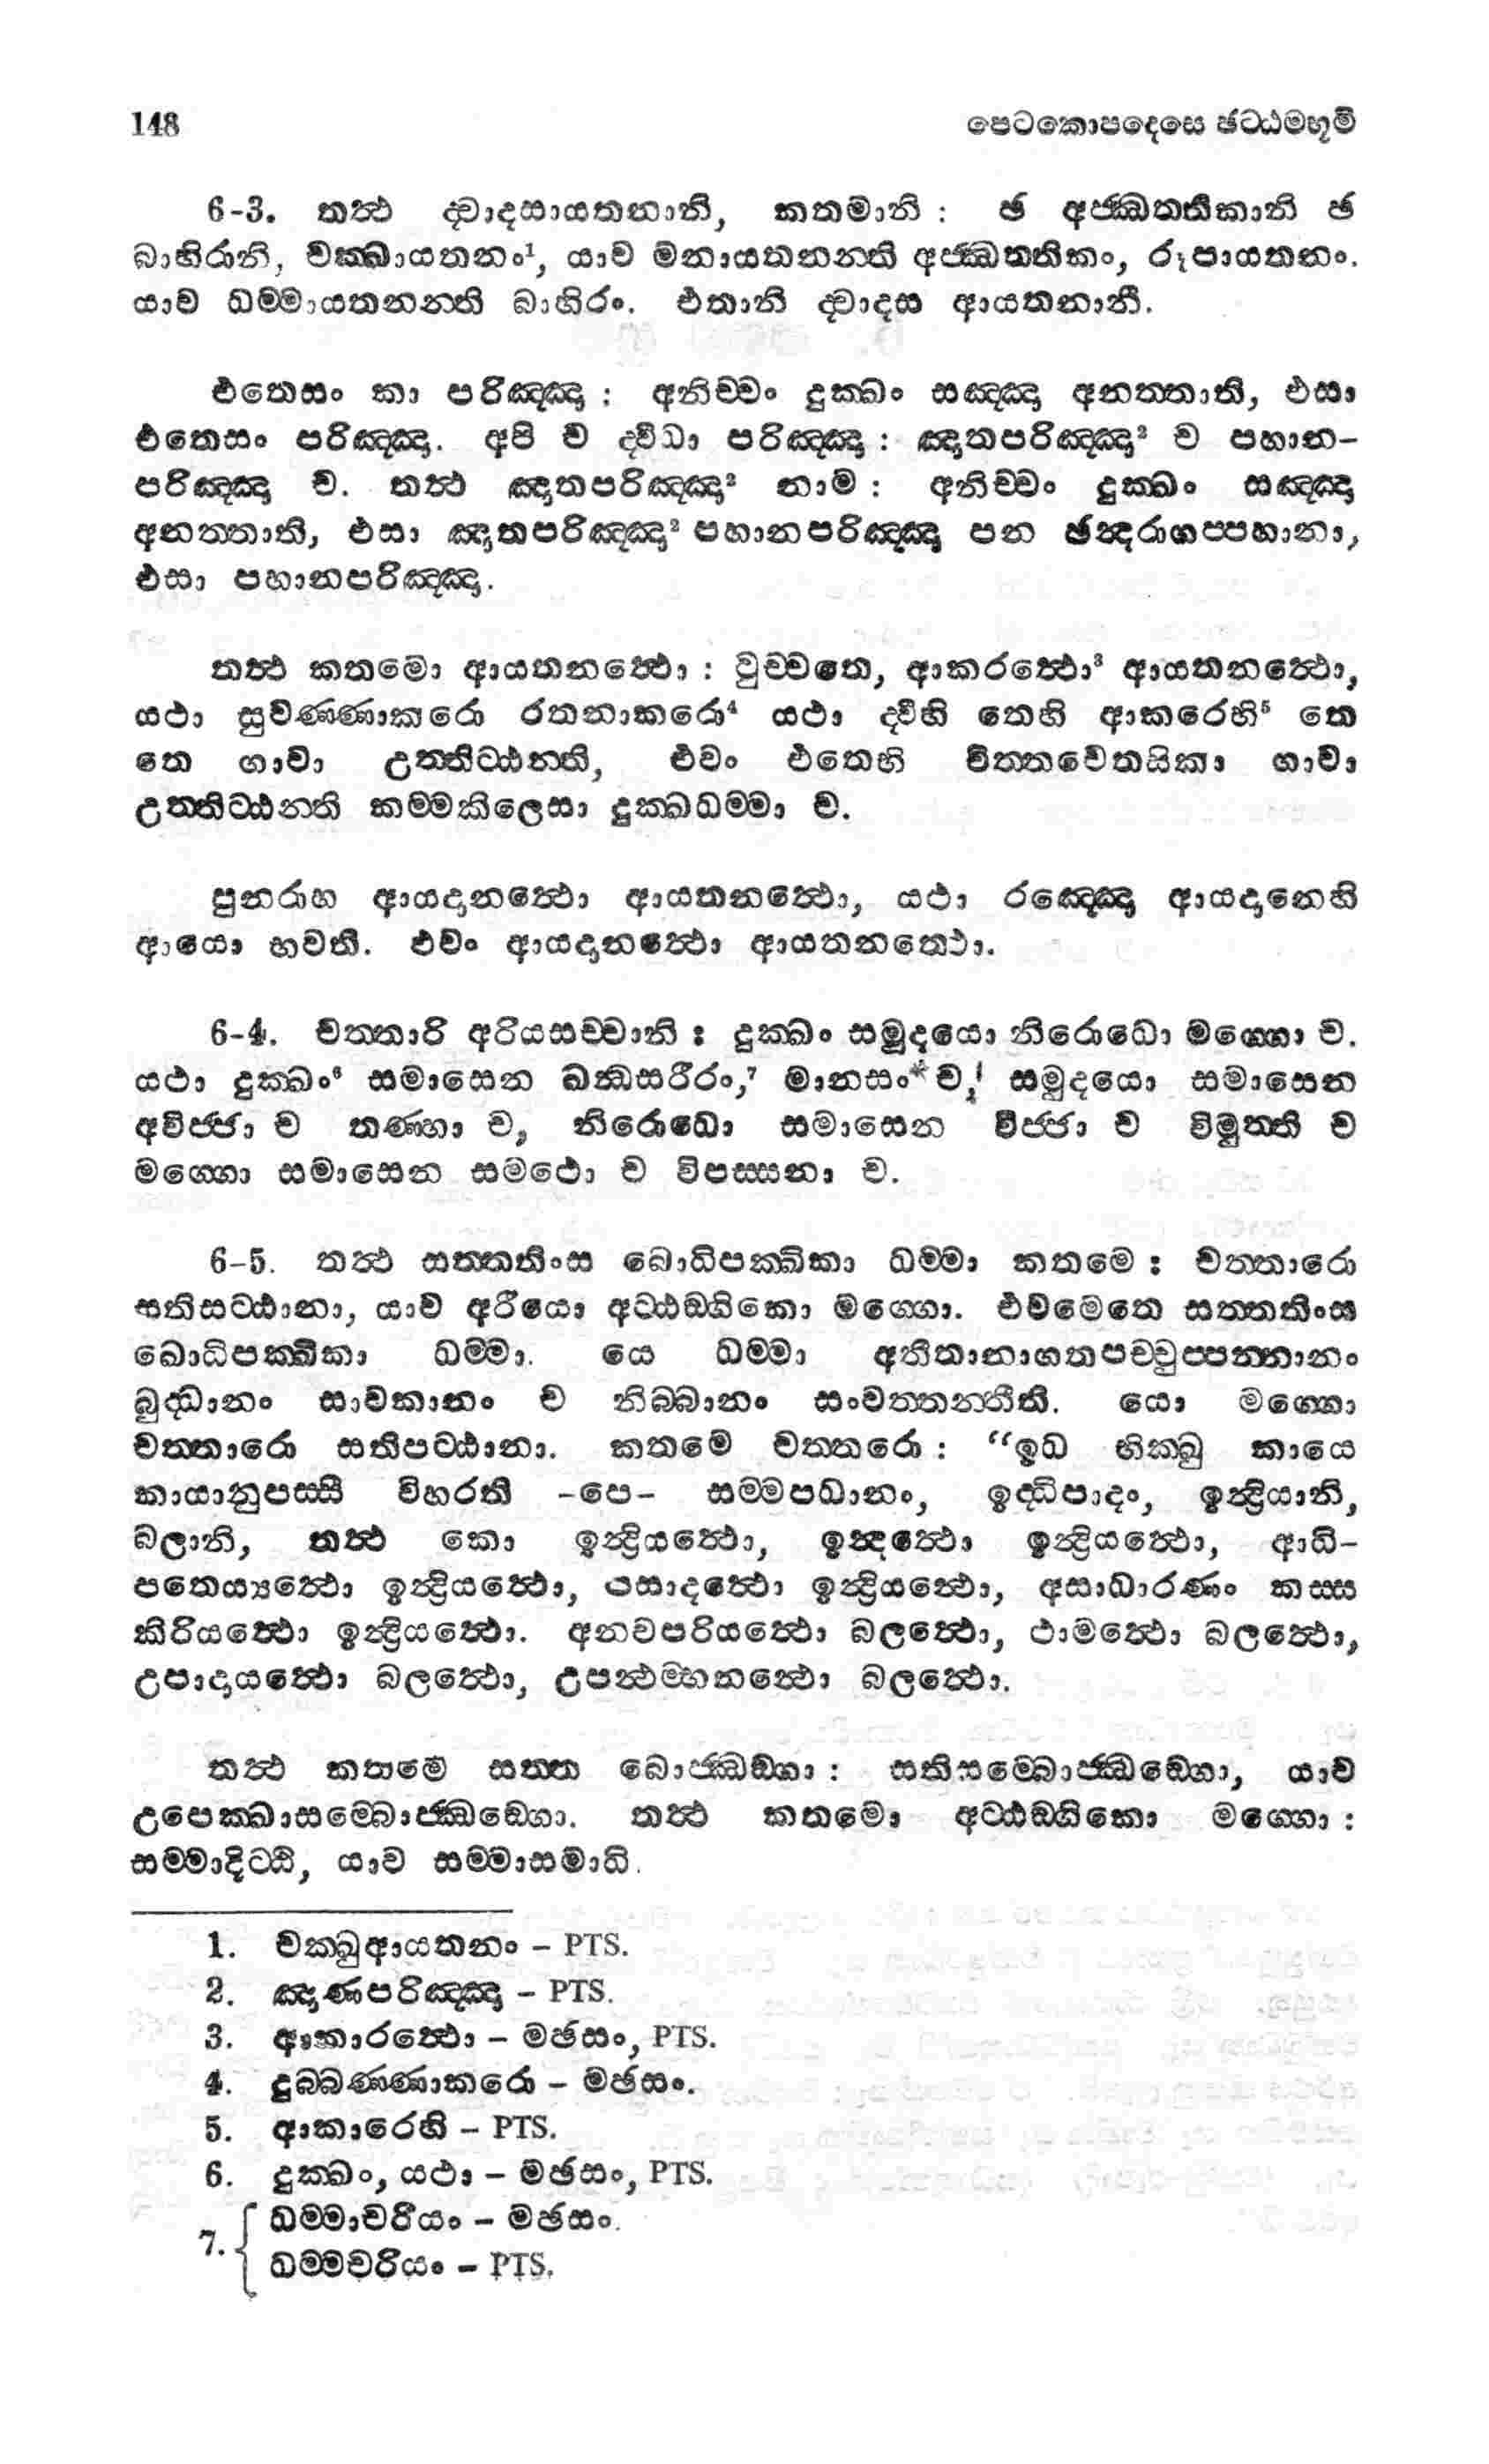 148 පෙටකොපදෙසෙ ඡට‍්ඨමභූමි
6-3. තත්‍ථ ද්‍වාදසායතනානි, කතමානි : ඡ අජ්ඣත්තිකානි ඡ
බාහිරානි, චක්ඛායතනං¹, යාව මනායතනන්ති අජ්ඣත්තිකං, රූපායතනං.
යාව ධම්මායතනන්ති බාහිරං. එතානි ද්‍වාදස ආයතනානි.
එතෙසං කා පරිඤ්ඤා : අනිච්චං දුක්ඛං සඤ්ඤා අනත්තාති, එසා
එතෙසං පරිඤ්ඤා. අපි ච ද්විධා පරිඤ්ඤා : ඤාතපරිඤ්ඤා² ච පහාන-
පරිඤ්ඤා ච. තත්‍ථ ඤාතපරිඤ්ඤා² නාම : අනිච්චං දුක්ඛං සඤ්ඤා
අනත්තාති, එසා ඤාතපරිඤ්ඤා² පහානපරිඤ්ඤා පන ඡන්‍දරාගප්පහානා,
එසා පහානපරිඤ්ඤා.
තත්‍ථ කතමො ආයතනත්‍ථො : වුච්චතෙ, ආකරත්‍ථො³ ආයතනත්‍ථො,
යථා සුවණ්ණාකරො රතනාකරො⁴ යථා ද්විහි තෙහි ආකරෙහි⁵ තෙ
තෙ ගාවා උත්තිට්ඨන්ති, එවං එතෙහි චිත්තචෙතයිකා ගාවා
උත්තිට්ඨන්ති කම්මකිලෙසා දුක්ඛධම්මා ච.
පුනරාහ ආයදානත්‍ථො ආයතනත්‍ථො, යථා රඤ්ඤො ආයදානෙහි
ආයො භවති. එවං ආයදානත්‍ථො ආයතනත්ථො.
6-4. චත්තාරි අරියසච්චානි : දුක්ඛං සමුදයො නිරොධො මග්ගො ච.
යථා දුක්ඛං⁶ සමාසෙන ඛන්‍ධසරීරං,⁷ මානසං* ච,! සමුදයො සමාසෙන
අවිජ්ජා ච තණ්හා ච, නිරොධො සමාසෙන විජ්ජා ච විමුත්ති ච
මග්ගො සමාසෙන සමථො ච විපස්සනා ච.
6-5. තත්‍ථ සත්තතිංස බොධිපක්ඛිකා ධම්මා කතමෙ : චත්තාරො
සතිසට්ඨානා, යාව අරියො අට්ඨඞ්ගිකො මග්ගො. එවමෙතෙ සත්තතිංස
බොධිපක්ඛිකා ධම්මා. යෙ ධම්මා අතීතානාගතපච්චුප්පන්නානං
බුද්ධානං සාවකානං ච නිබ්බානං සංවත්තන්තීති. යො මග්ගො
චත්තාරො සතිපට්ඨානා. කතමෙ චත්තරො : “ඉධ භික්ඛු කායෙ
කායානුපස්සී විහරති -පෙ- සම්මපධානං, ඉද්ධිපාදං, ඉන්‍ද්‍රියානි,
බලානි, තත්‍ථ කො ඉන්‍ද්‍රියත්‍ථො, ඉන්‍දත්‍ථො ඉන්‍ද්‍රියත්‍ථො, ආධි-
පතෙය්‍යත්‍ථො ඉන්‍ද්‍රියත්‍ථො, පසාදත්‍ථො ඉන්‍ද්‍රියත්‍ථො, අසාධාරණං කස්ස
කිරියත්‍ථො ඉන්‍ද්‍රියත්‍ථො. අනවපරියත්‍ථො බලත්‍ථො, ථාමත්‍ථො බලත්‍ථො,
උපාදායත්‍ථො බලත්‍ථො, උපත්‍ථම්භනත්‍ථො බලත්‍ථො.
තත්‍ථ කතමෙ සත්ත බොජ්ඣඞ්ගා : සතිසම්බොජ්ඣඞ්ගො, යාව
උපෙක්ඛාසම්බොජ්ඣඞ්ගො. තත්‍ථ කතමො අට්ඨඞ්ගිකො මග්ගො :
සම්මාදිට්ඨි, යාව සම්මාසමාධි.
1. චක්ඛුආයතනං – PTS.
2. ඤාණපරිඤ්ඤා – PTS.
3. ආකාරත්‍ථො – මඡසං, PTS.
4. දුබ්බණ්ණාකරො – මඡසං.
5. ආකාරෙහි – PTS.
6. දුක්ඛං, යථා – මඡසං, PTS.
7. { ධම්මාචරියං – මඡසං.
ධම්මචරියං – PTS.